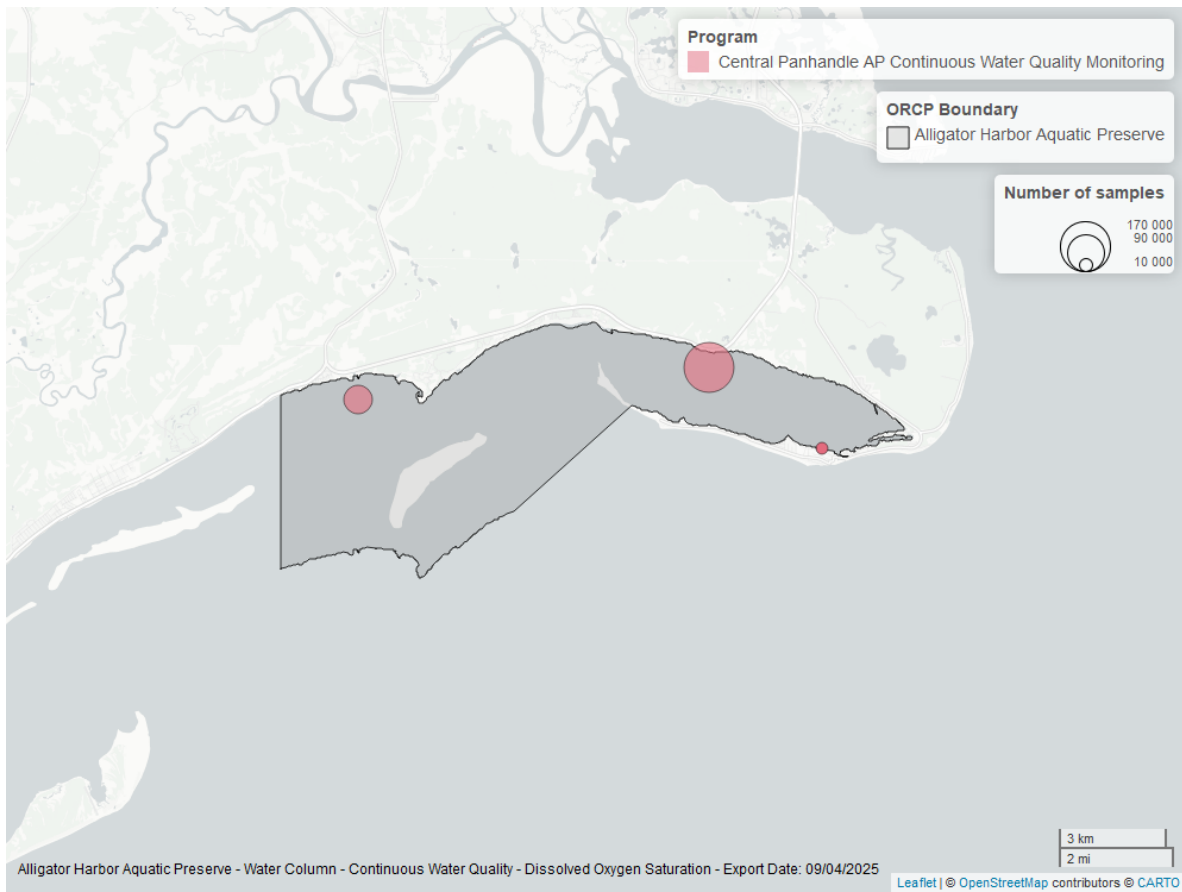 Program
Central Panhandle AP Continuous Water Quality Monitoring
ORCP Boundary
Alligator Harbor Aquatic Preserve
Number of samples
170 000
90 000
10 000
3 km
2 mi
Alligator Harbor Aquatic Preserve - Water Column - Continuous Water Quality - Dissolved Oxygen Saturation - Export Date: 09/04/2025
Leaflet | © OpenStreetMap contributors © CARTO